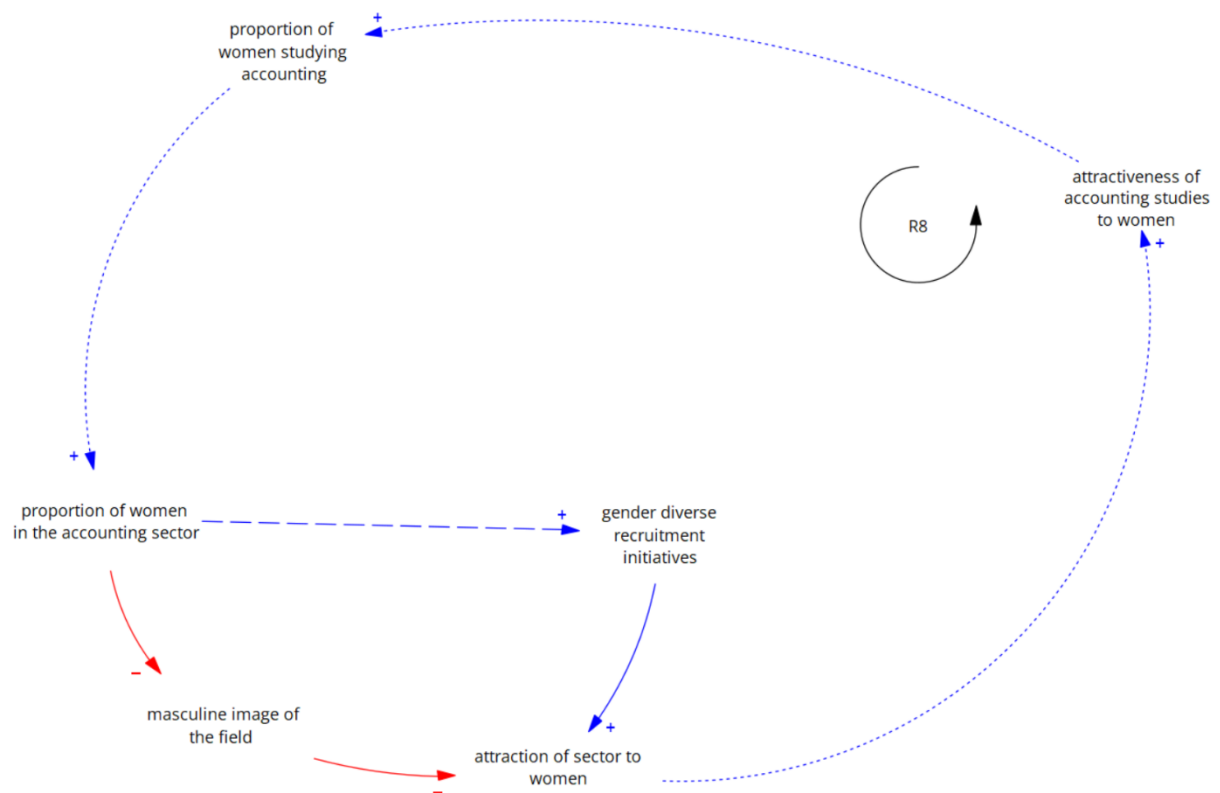 proportion of
women studying
accounting
+
attractiveness of
accounting studies
to women
+
R8
+
proportion of women
in the accounting sector
+
gender diverse
recruitment
initiatives
–
masculine image of
the field
+
attraction of sector to
women
–